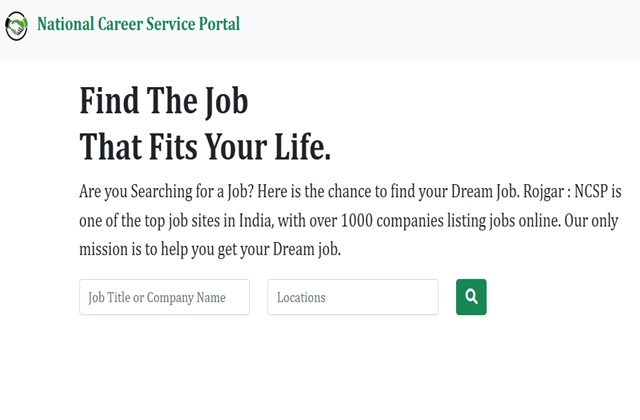 National Career Service Portal
Find The Job
That Fits Your Life.
Are you Searching for a Job? Here is the chance to find your Dream Job. Rojgar : NCSP is
one of the top job sites in India, with over 1000 companies listing jobs online. Our only
mission is to help you get your Dream job.
Job Title or Company Name
Locations